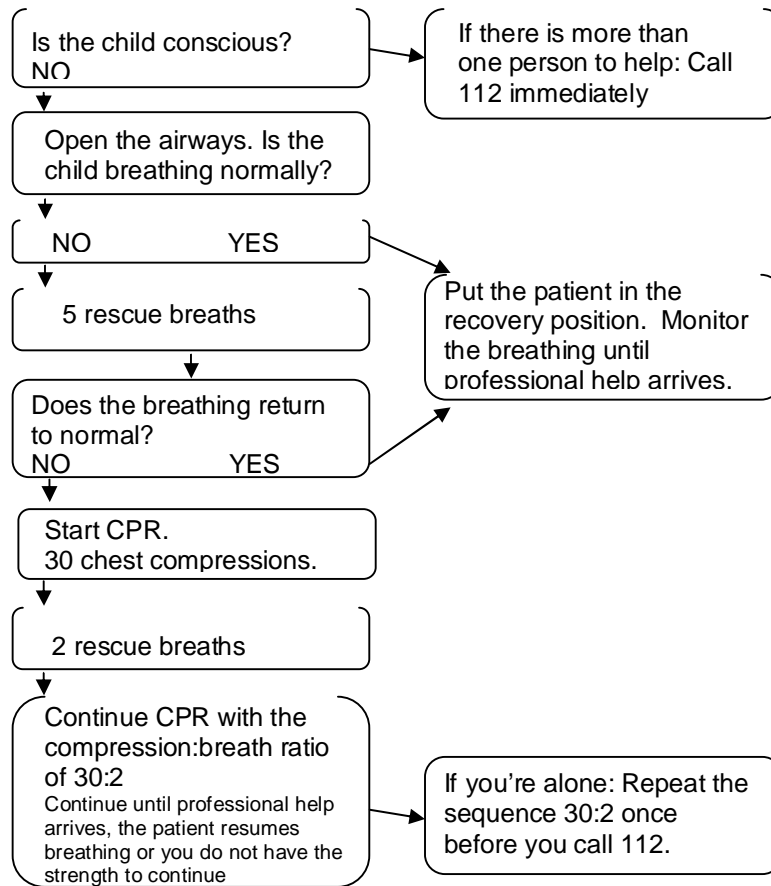 Is the child conscious?
NO
If there is more than
one person to help: Call
112 immediately
Open the airways. Is the
child breathing normally?
NO YES
5 rescue breaths
Put the patient in the
recovery position. Monitor
the breathing until
professional help arrives.
Does the breathing return
to normal?
NO YES
Start CPR.
30 chest compressions.
2 rescue breaths
Continue CPR with the
compression:breath ratio
of 30:2
Continue until professional help
arrives, the patient resumes
breathing or you do not have the
strength to continue
If you’re alone: Repeat the
sequence 30:2 once
before you call 112.